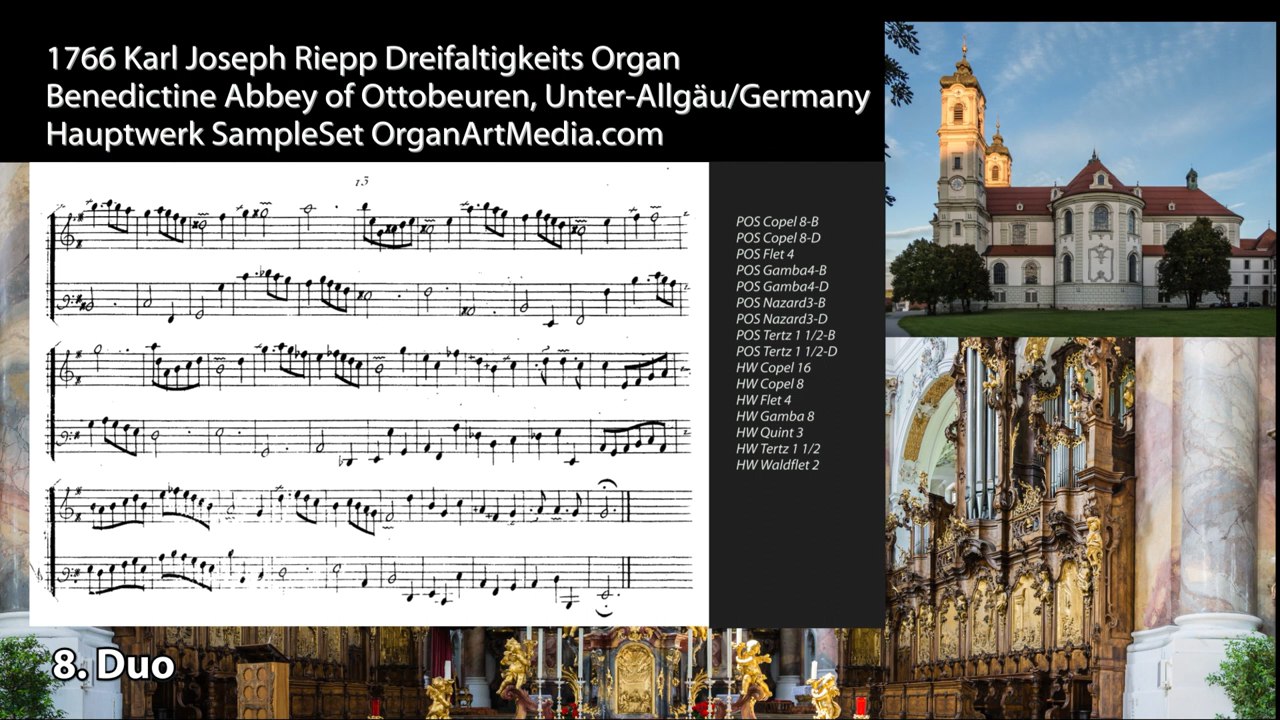 1766 Karl Joseph Riepp Dreifaltigkeits Organ
Benedictine Abbey of Ottobeuren, Unter-Allgäu/Germany
Hauptwerk SampleSet OrganArtMedia.com
13
POS Copel 8-B
POS Copel 8-D
POS Flet 4
POS Gamba4-B
POS Gamba4-D
POS Nazard3-B
POS Nazard3-D
POS Tertz 1 1/2-B
POS Tertz 1 1/2-D
HW Copel 16
HW Copel 8
HW Flet 4
HW Gamba 8
HW Quint 3
HW Tertz 1 1/2
HW Waldflet 2
8. Duo